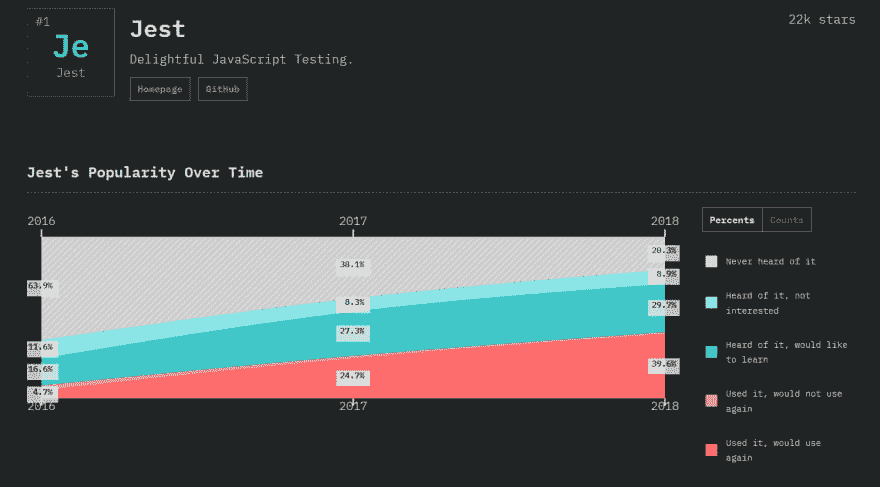 #1
Je
Jest
Jest
Delightful JavaScript Testing.
Homepage GitHub
22k stars
Jest's Popularity Over Time
2016 2017 2018
63.9%
11.6%
16.6%
4.7%
38.1%
8.3%
27.3%
24.7%
20.3%
8.9%
29.7%
39.6%
2016 2017 2018
Percents Counts
Never heard of it
Heard of it, not
interested
Heard of it, would like
to learn
Used it, would not use
again
Used it, would use
again